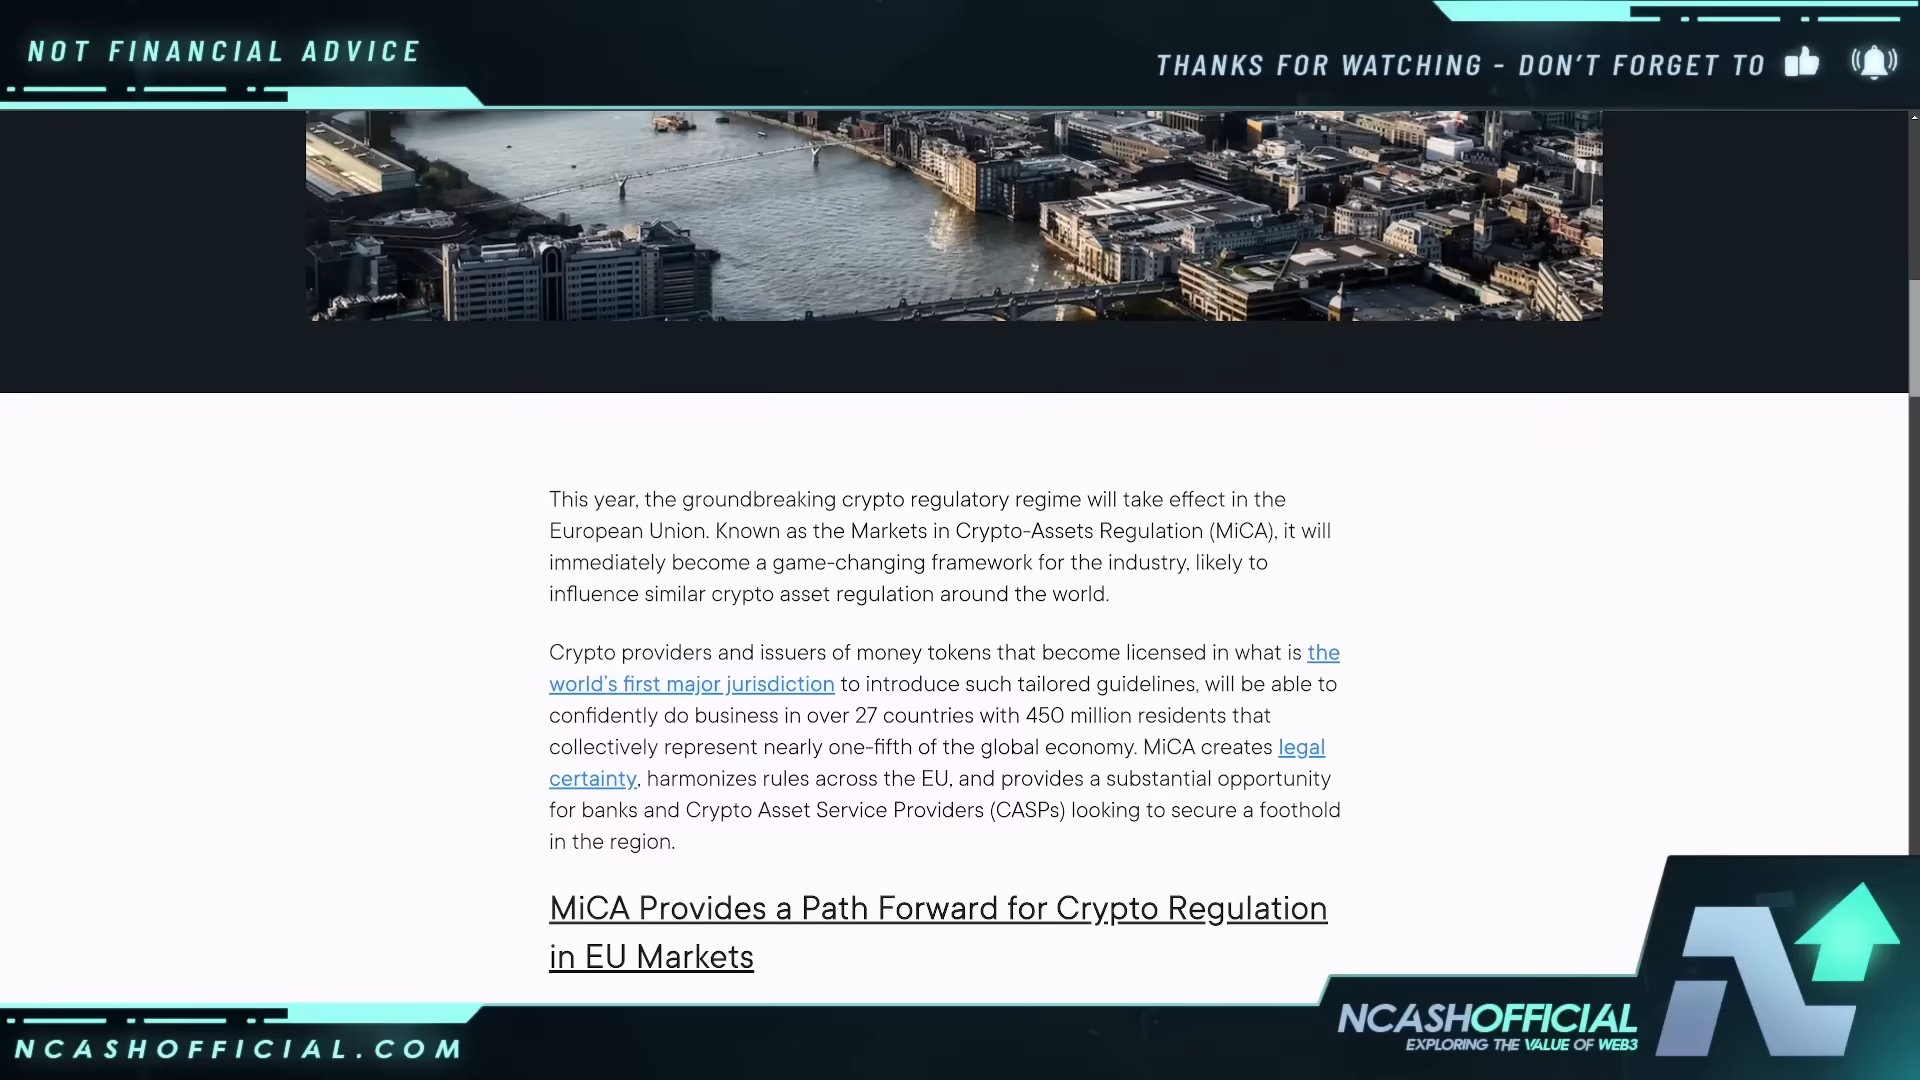 NOT FINANCIAL ADVICE
THANKS FOR WATCHING - DON'T FORGET TO
This year, the groundbreaking crypto regulatory regime will take effect in the
European Union. Known as the Markets in Crypto-Assets Regulation (MiCA), it will
immediately become a game-changing framework for the industry, likely to
influence similar crypto asset regulation around the world.
Crypto providers and issuers of money tokens that become licensed in what is the
world's first major jurisdiction to introduce such tailored guidelines, will be able to
confidently do business in over 27 countries with 450 million residents that
collectively represent nearly one-fifth of the global economy. MiCA creates legal
certainty, harmonizes rules across the EU, and provides a substantial opportunity
for banks and Crypto Asset Service Providers (CASPs) looking to secure a foothold
in the region.
MiCA Provides a Path Forward for Crypto Regulation
in EU Markets
NCASHOFFICIAL
EXPLORING THE VALUE OF WEB3
NCASHOFFICIAL.COM